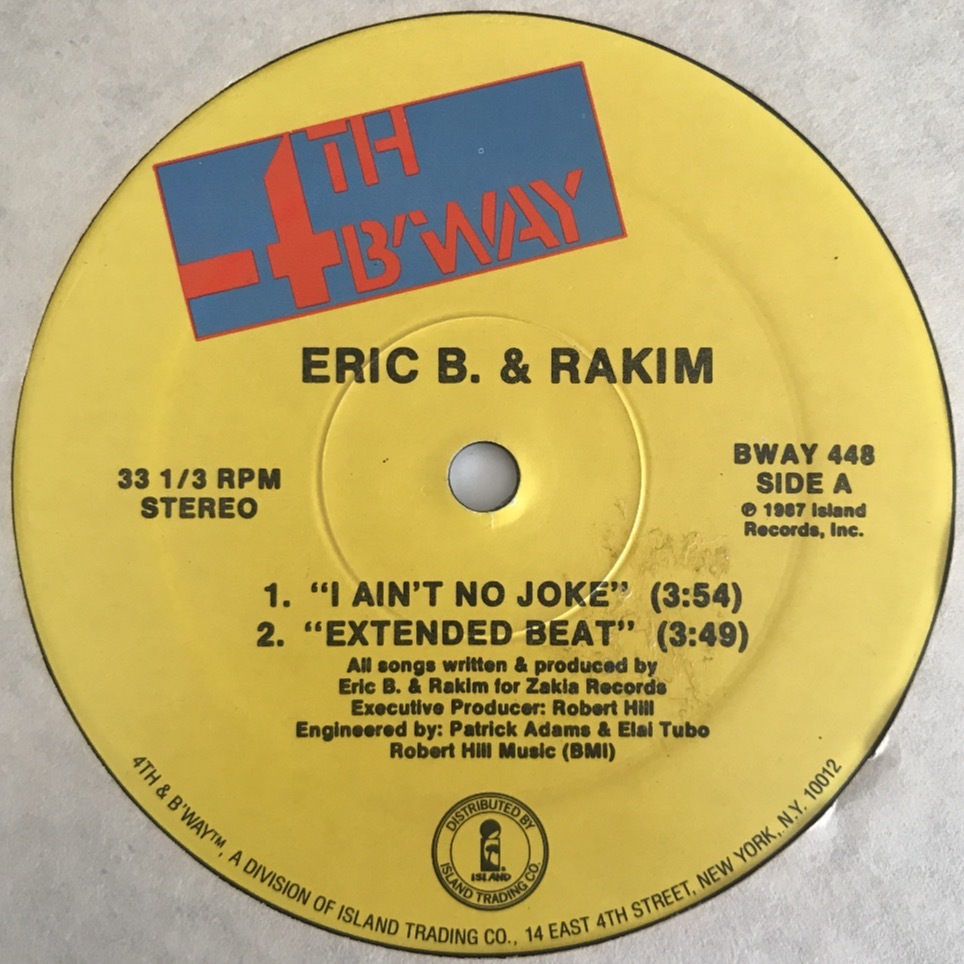 4TH
B'WAY
ERIC B. & RAKIM
33 1/3 RPM
STEREO
BWAY 448
SIDE A
℗ 1987 Island
Records, Inc.
1. “I AIN'T NO JOKE” (3:54)
2. “EXTENDED BEAT” (3:49)
All songs written & produced by
Eric B. & Rakim for Zakia Records
Executive Producer: Robert Hill
Engineered by: Patrick Adams & Elai Tubo
Robert Hill Music (BMI)
DISTRIBUTED BY
ISLAND®
ISLAND TRADING CO.
4TH & B'WAY™, A DIVISION OF ISLAND TRADING CO., 14 EAST 4TH STREET, NEW YORK, N.Y. 10012